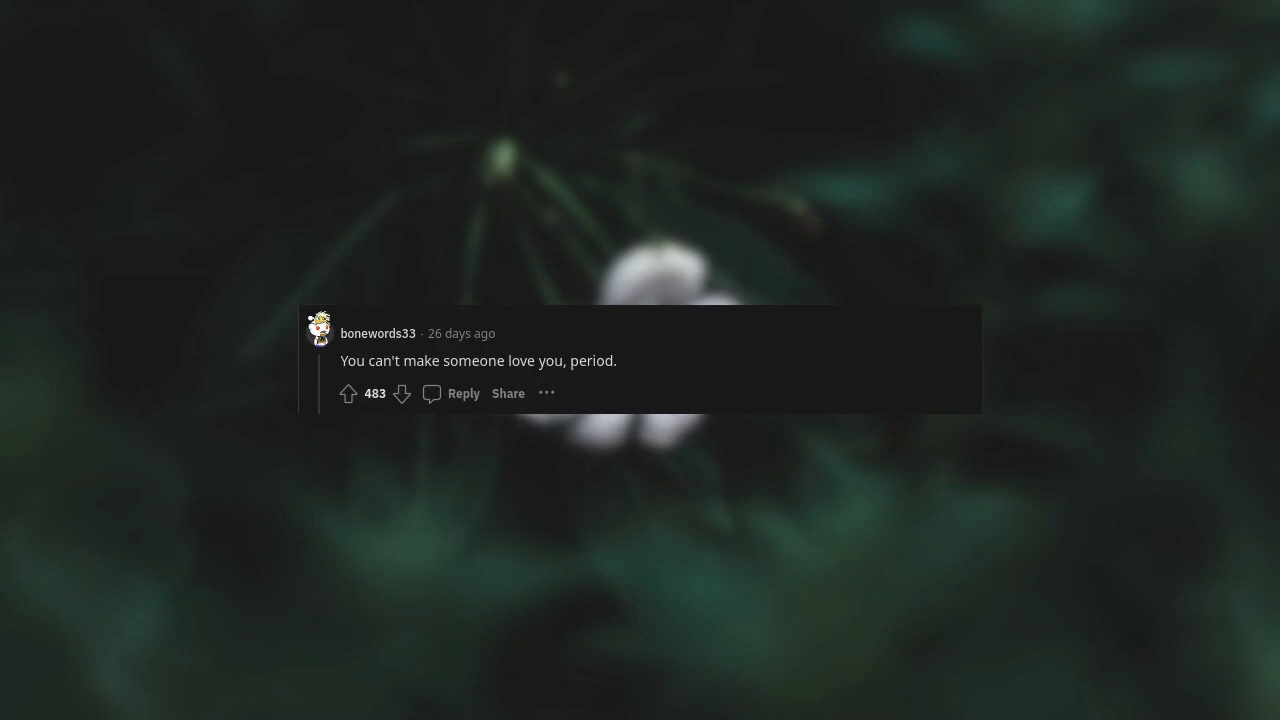 bonewords33 · 26 days ago
You can't make someone love you, period.
483 Reply Share ···